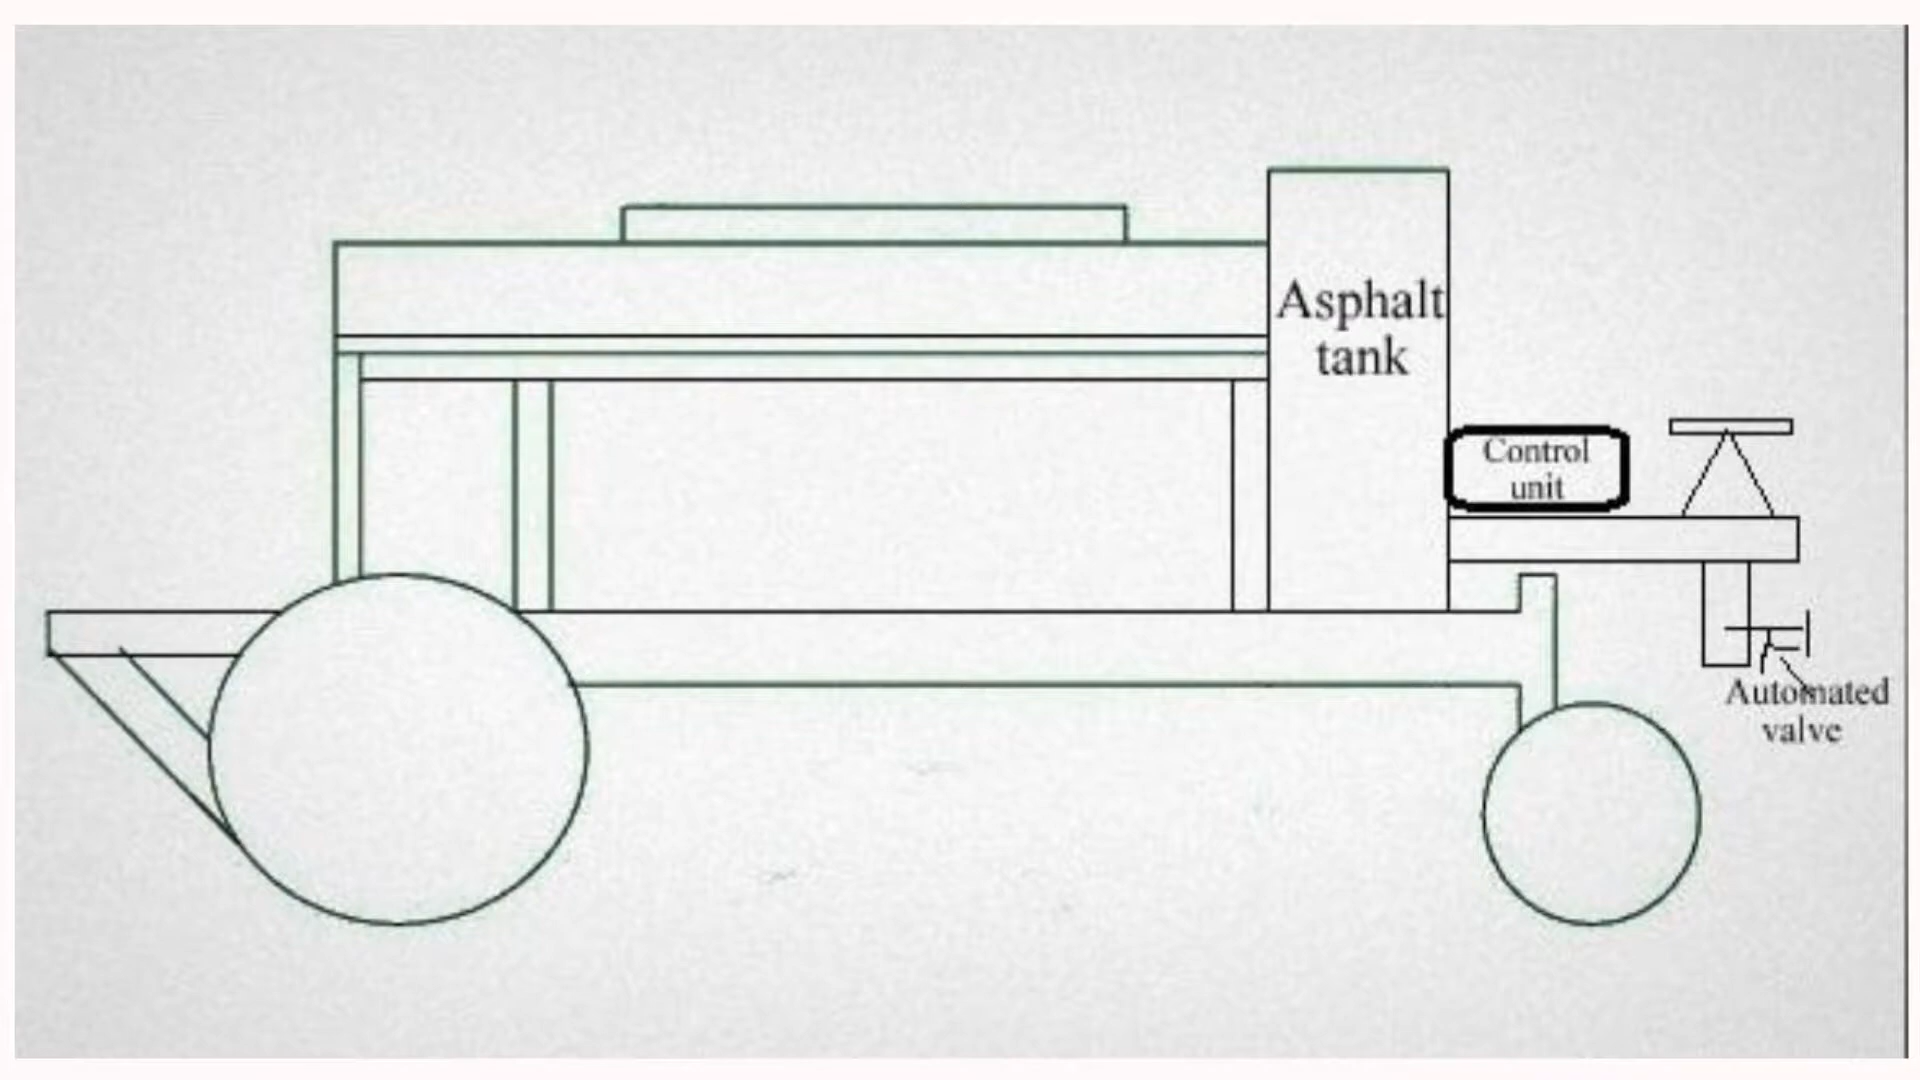 Asphalt
tank
Control
unit
Automated
valve